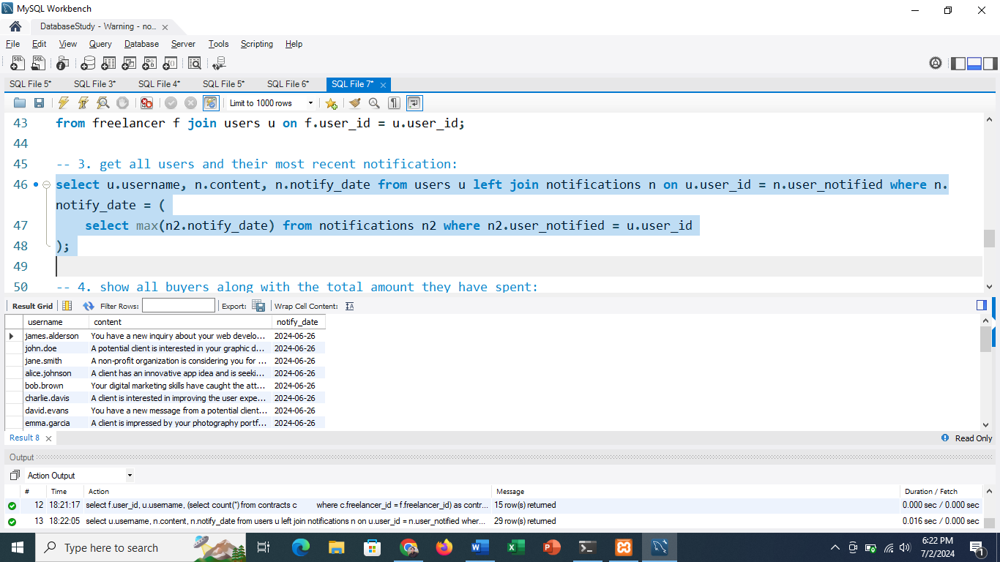 MySQL Workbench
DatabaseStudy - Warning - no...
File Edit View Query Database Server Tools Scripting Help
SQL File 5* SQL File 3* SQL File 4* SQL File 5* SQL File 6* SQL File 7*
Limit to 1000 rows
43 from freelancer f join users u on f.user_id = u.user_id;
44
45 -- 3. get all users and their most recent notification:
46 select u.username, n.content, n.notify_date from users u left join notifications n on u.user_id = n.user_notified where n.
notify_date = (
47 select max(n2.notify_date) from notifications n2 where n2.user_notified = u.user_id
48 );
49
50 -- 4. show all buyers along with the total amount they have spent:
Result Grid Filter Rows: Export: Wrap Cell Content:
username content notify_date
james.alderson You have a new inquiry about your web develo... 2024-06-26
john.doe A potential client is interested in your graphic d... 2024-06-26
jane.smith A non-profit organization is considering you for ... 2024-06-26
alice.johnson A client has an innovative app idea and is seeki... 2024-06-26
bob.brown Your digital marketing skills have caught the att... 2024-06-26
charlie.davis A client is interested in improving the user expe... 2024-06-26
david.evans You have a new message from a potential client... 2024-06-26
emma.garcia A client is impressed by your photography portf... 2024-06-26
Result 8 Read Only
Output
Action Output
# Time Action Message Duration / Fetch
12 18:21:17 select f.user_id, u.username, (select count(*) from contracts c where c.freelancer_id = f.freelancer_id) as contr... 15 row(s) returned 0.000 sec / 0.000 sec
13 18:22:05 select u.username, n.content, n.notify_date from users u left join notifications n on u.user_id = n.user_notified wher... 29 row(s) returned 0.016 sec / 0.000 sec
Type here to search
6:22 PM
7/2/2024
1